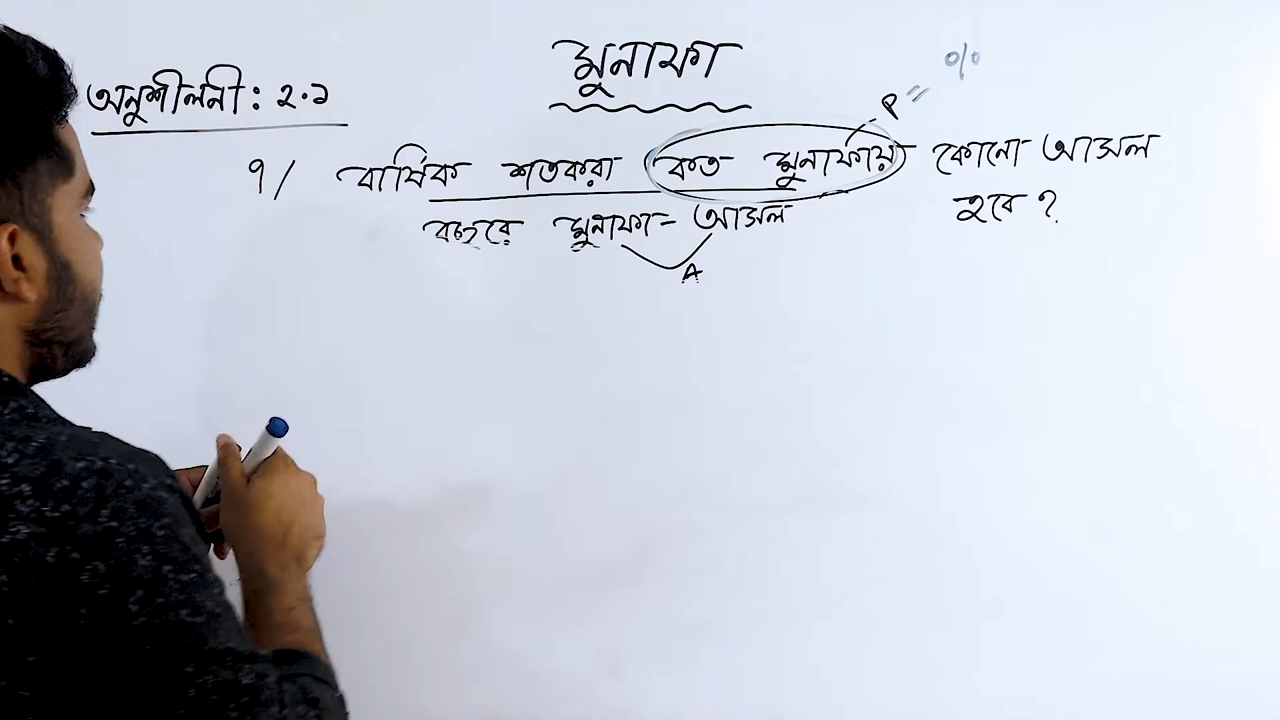 মুনাফা
অনুশীলনী: ২.১
P = %
৭/ বার্ষিক শতকরা কত মুনাফায় কোনো আসল
বছরে মুনাফা-আসল হবে ?
A